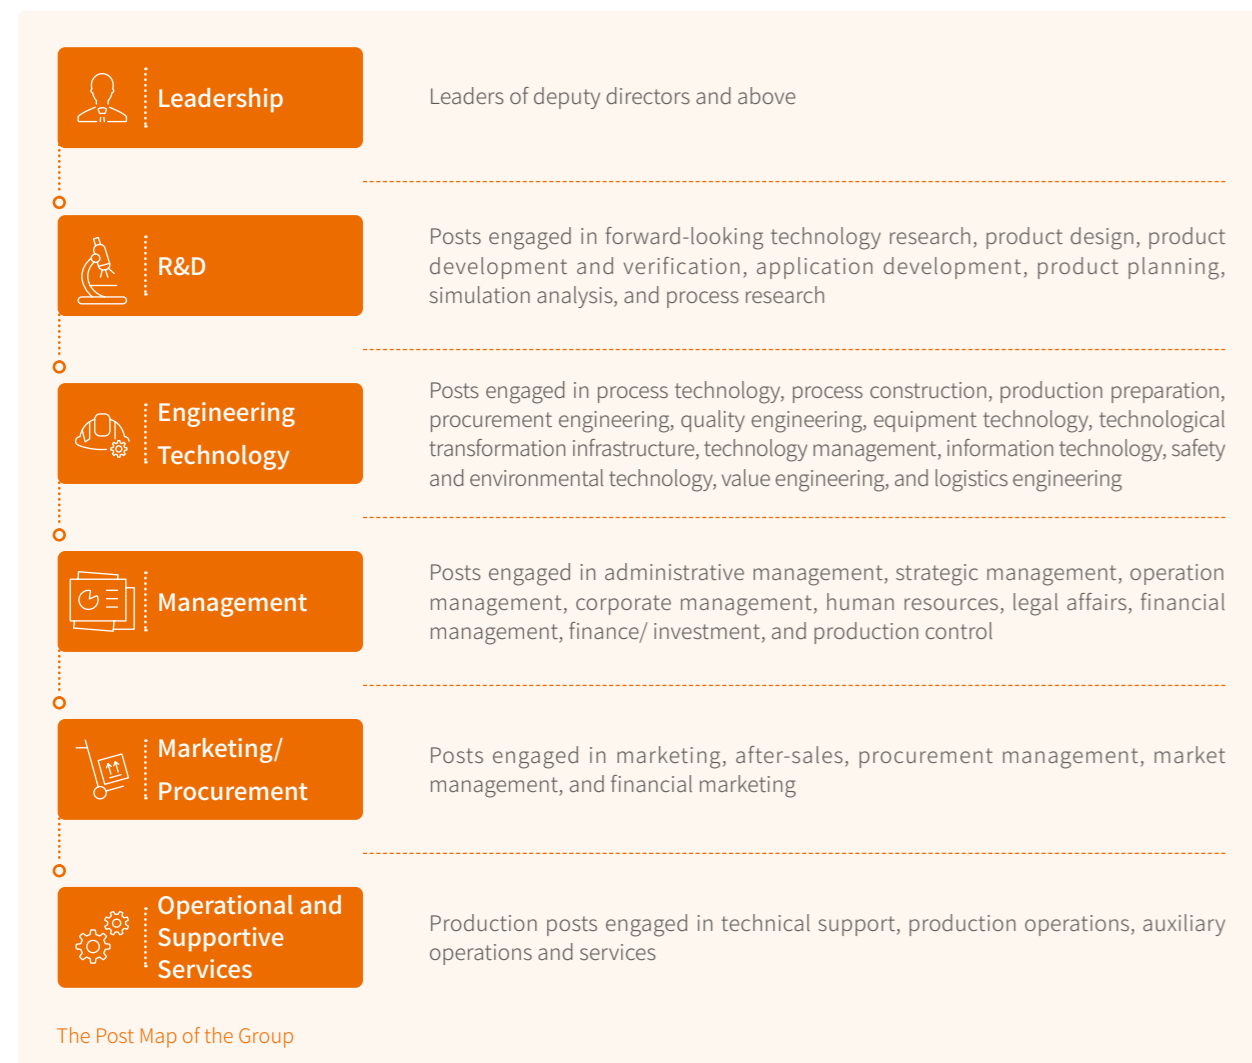 Leadership
Leaders of deputy directors and above
R&D
Posts engaged in forward-looking technology research, product design, product
development and verification, application development, product planning,
simulation analysis, and process research
Engineering
Technology
Posts engaged in process technology, process construction, production preparation,
procurement engineering, quality engineering, equipment technology, technological
transformation infrastructure, technology management, information technology, safety
and environmental technology, value engineering, and logistics engineering
Management
Posts engaged in administrative management, strategic management, operation
management, corporate management, human resources, legal affairs, financial
management, finance/ investment, and production control
Marketing/
Procurement
Posts engaged in marketing, after-sales, procurement management, market
management, and financial marketing
Operational and
Supportive
Services
Production posts engaged in technical support, production operations, auxiliary
operations and services
The Post Map of the Group